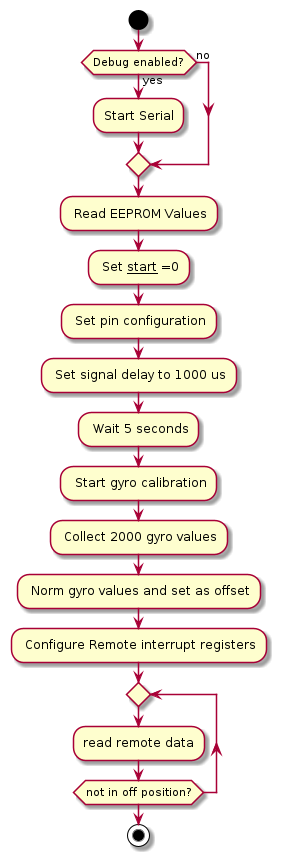 Debug enabled?
no
yes
Start Serial
Read EEPROM Values
Set start =0
Set pin configuration
Set signal delay to 1000 us
Wait 5 seconds
Start gyro calibration
Collect 2000 gyro values
Norm gyro values and set as offset
Configure Remote interrupt registers
read remote data
not in off position?